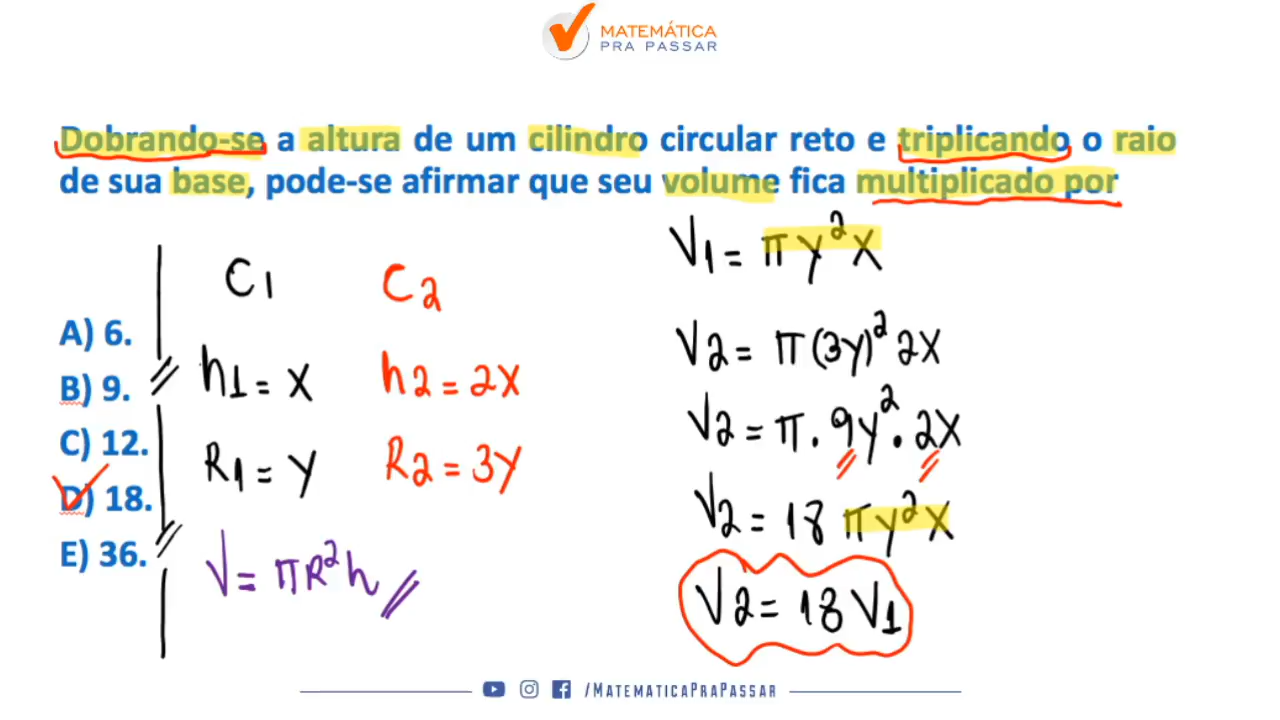 MATEMÁTICA
PRA PASSAR
Dobrando-se a altura de um cilindro circular reto e triplicando o raio
de sua base, pode-se afirmar que seu volume fica multiplicado por
A) 6.
B) 9.
C) 12.
D) 18.
E) 36.
C1 C2
h1 = x h2 = 2x
R1 = y R2 = 3y
V = πR²h
V1 = πy²x
V2 = π(3y)² 2x
V2 = π . 9y² . 2x
V2 = 18 πy²x
V2 = 18 V1
/MATEMATICAPRAPASSAR